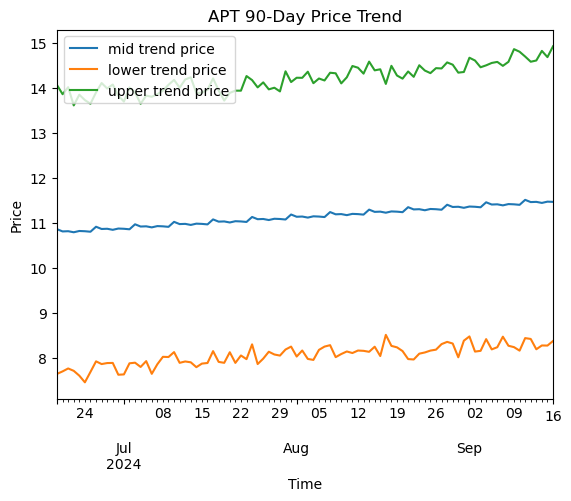 APT 90-Day Price Trend
mid trend price
lower trend price
upper trend price
15
14
13
12
11
10
9
8
Price
24 08 15 22 29 05 12 19 26 02 09 16
Jul Aug Sep
2024
Time